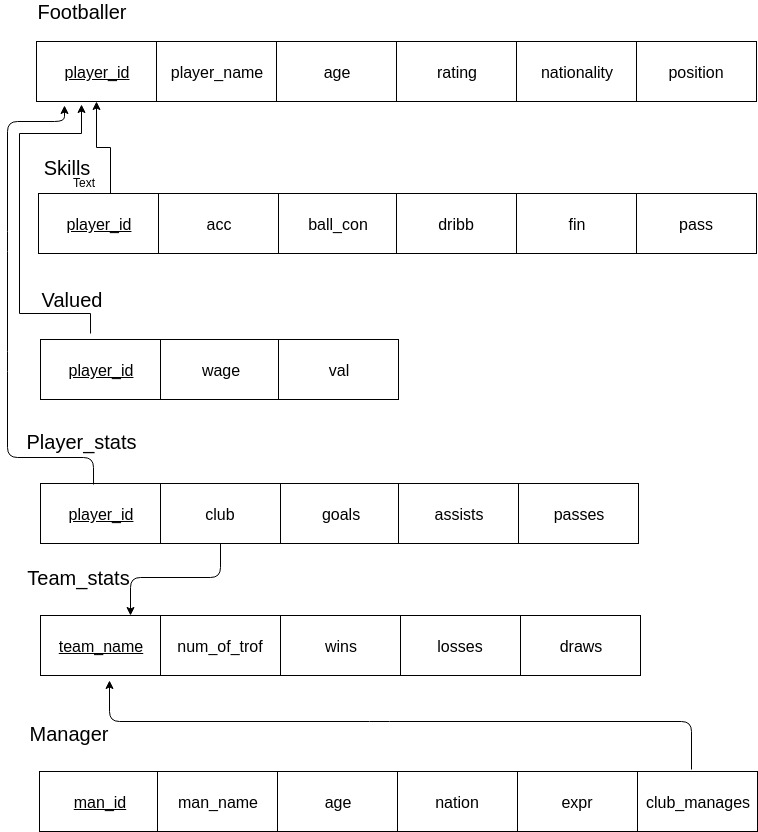 Footballer
player_id player_name age rating nationality position
Skills
Text
player_id acc ball_con dribb fin pass
Valued
player_id wage val
Player_stats
player_id club goals assists passes
Team_stats
team_name num_of_trof wins losses draws
Manager
man_id man_name age nation expr club_manages